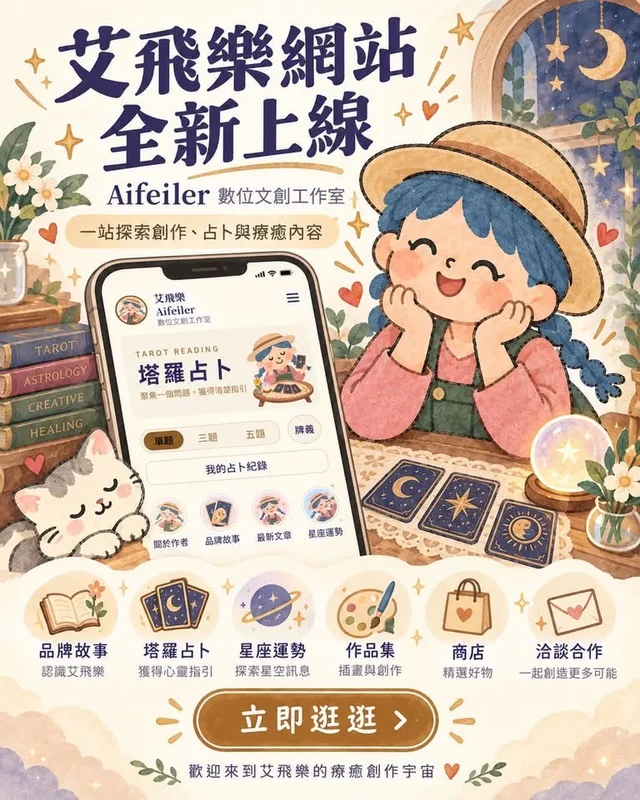 艾飛樂網站
全新上線
Aifeiler 數位文創工作室
一站探索創作、占卜與療癒內容
艾飛樂
Aifeiler
數位文創工作室
TAROT READING
塔羅占卜
聚焦一個問題，獲得清楚指引
單題 三題 五題 牌義
我的占卜紀錄
關於作者 品牌故事 最新文章 星座運勢
TAROT
ASTROLOGY
CREATIVE
HEALING
品牌故事
認識艾飛樂
塔羅占卜
獲得心靈指引
星座運勢
探索星空訊息
作品集
插畫與創作
商店
精選好物
洽談合作
一起創造更多可能
立即逛逛 >
歡迎來到艾飛樂的療癒創作宇宙